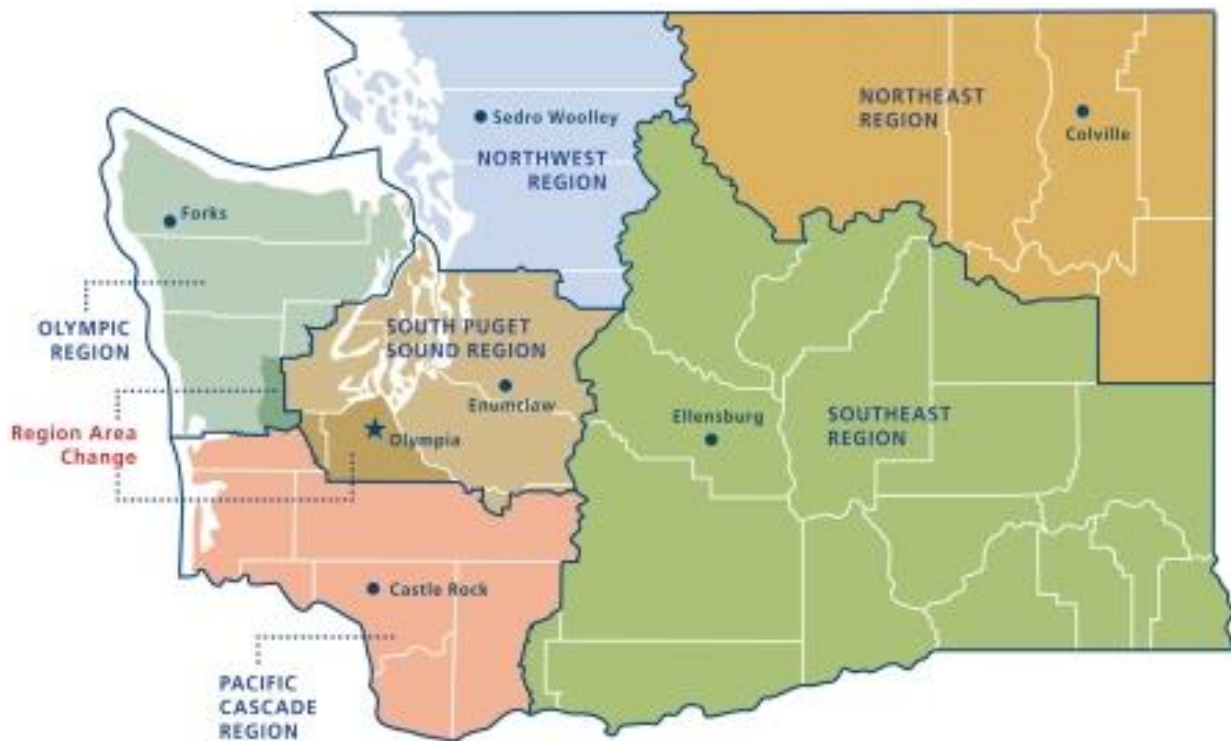 NORTHEAST
REGION
Colville
Sedro Woolley
NORTHWEST
REGION
Forks
OLYMPIC
REGION
SOUTH PUGET
SOUND REGION
Enumclaw
Ellensburg
SOUTHEAST
REGION
Region Area
Change
Olympia
Castle Rock
PACIFIC
CASCADE
REGION